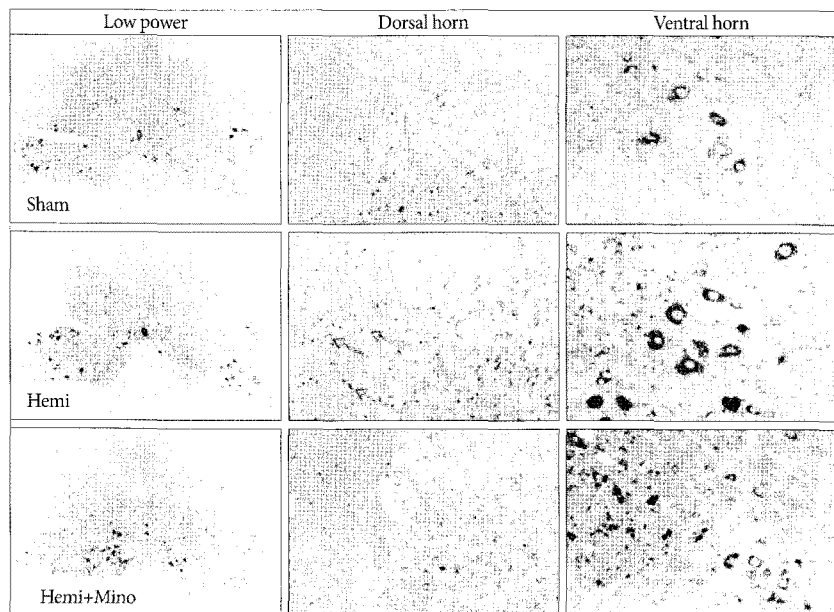 Low power
Dorsal horn
Ventral horn
Sham
Hemi
Hemi+Mino